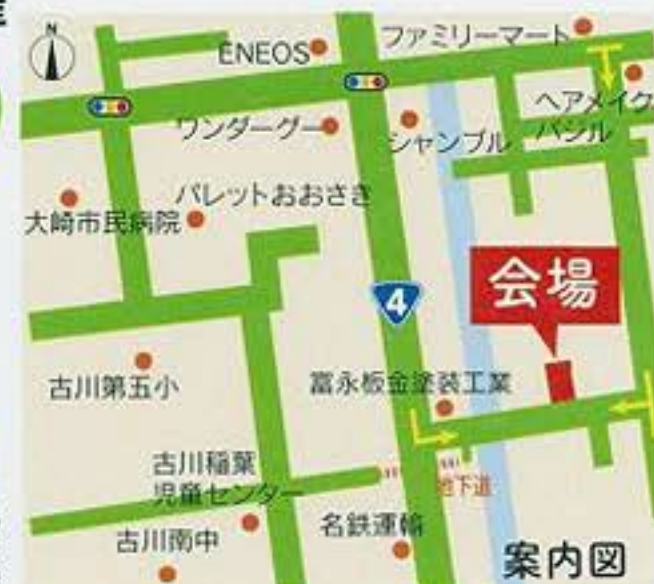 N
ENEOS
ファミリーマート
ワンダーグー
シャンブル
ヘアメイク
バジル
パレットおおさき
大崎市民病院
4
会場
古川第五小
富永板金塗装工業
古川稲葉
児童センター
地下道
古川南中
名鉄運輸
案内図